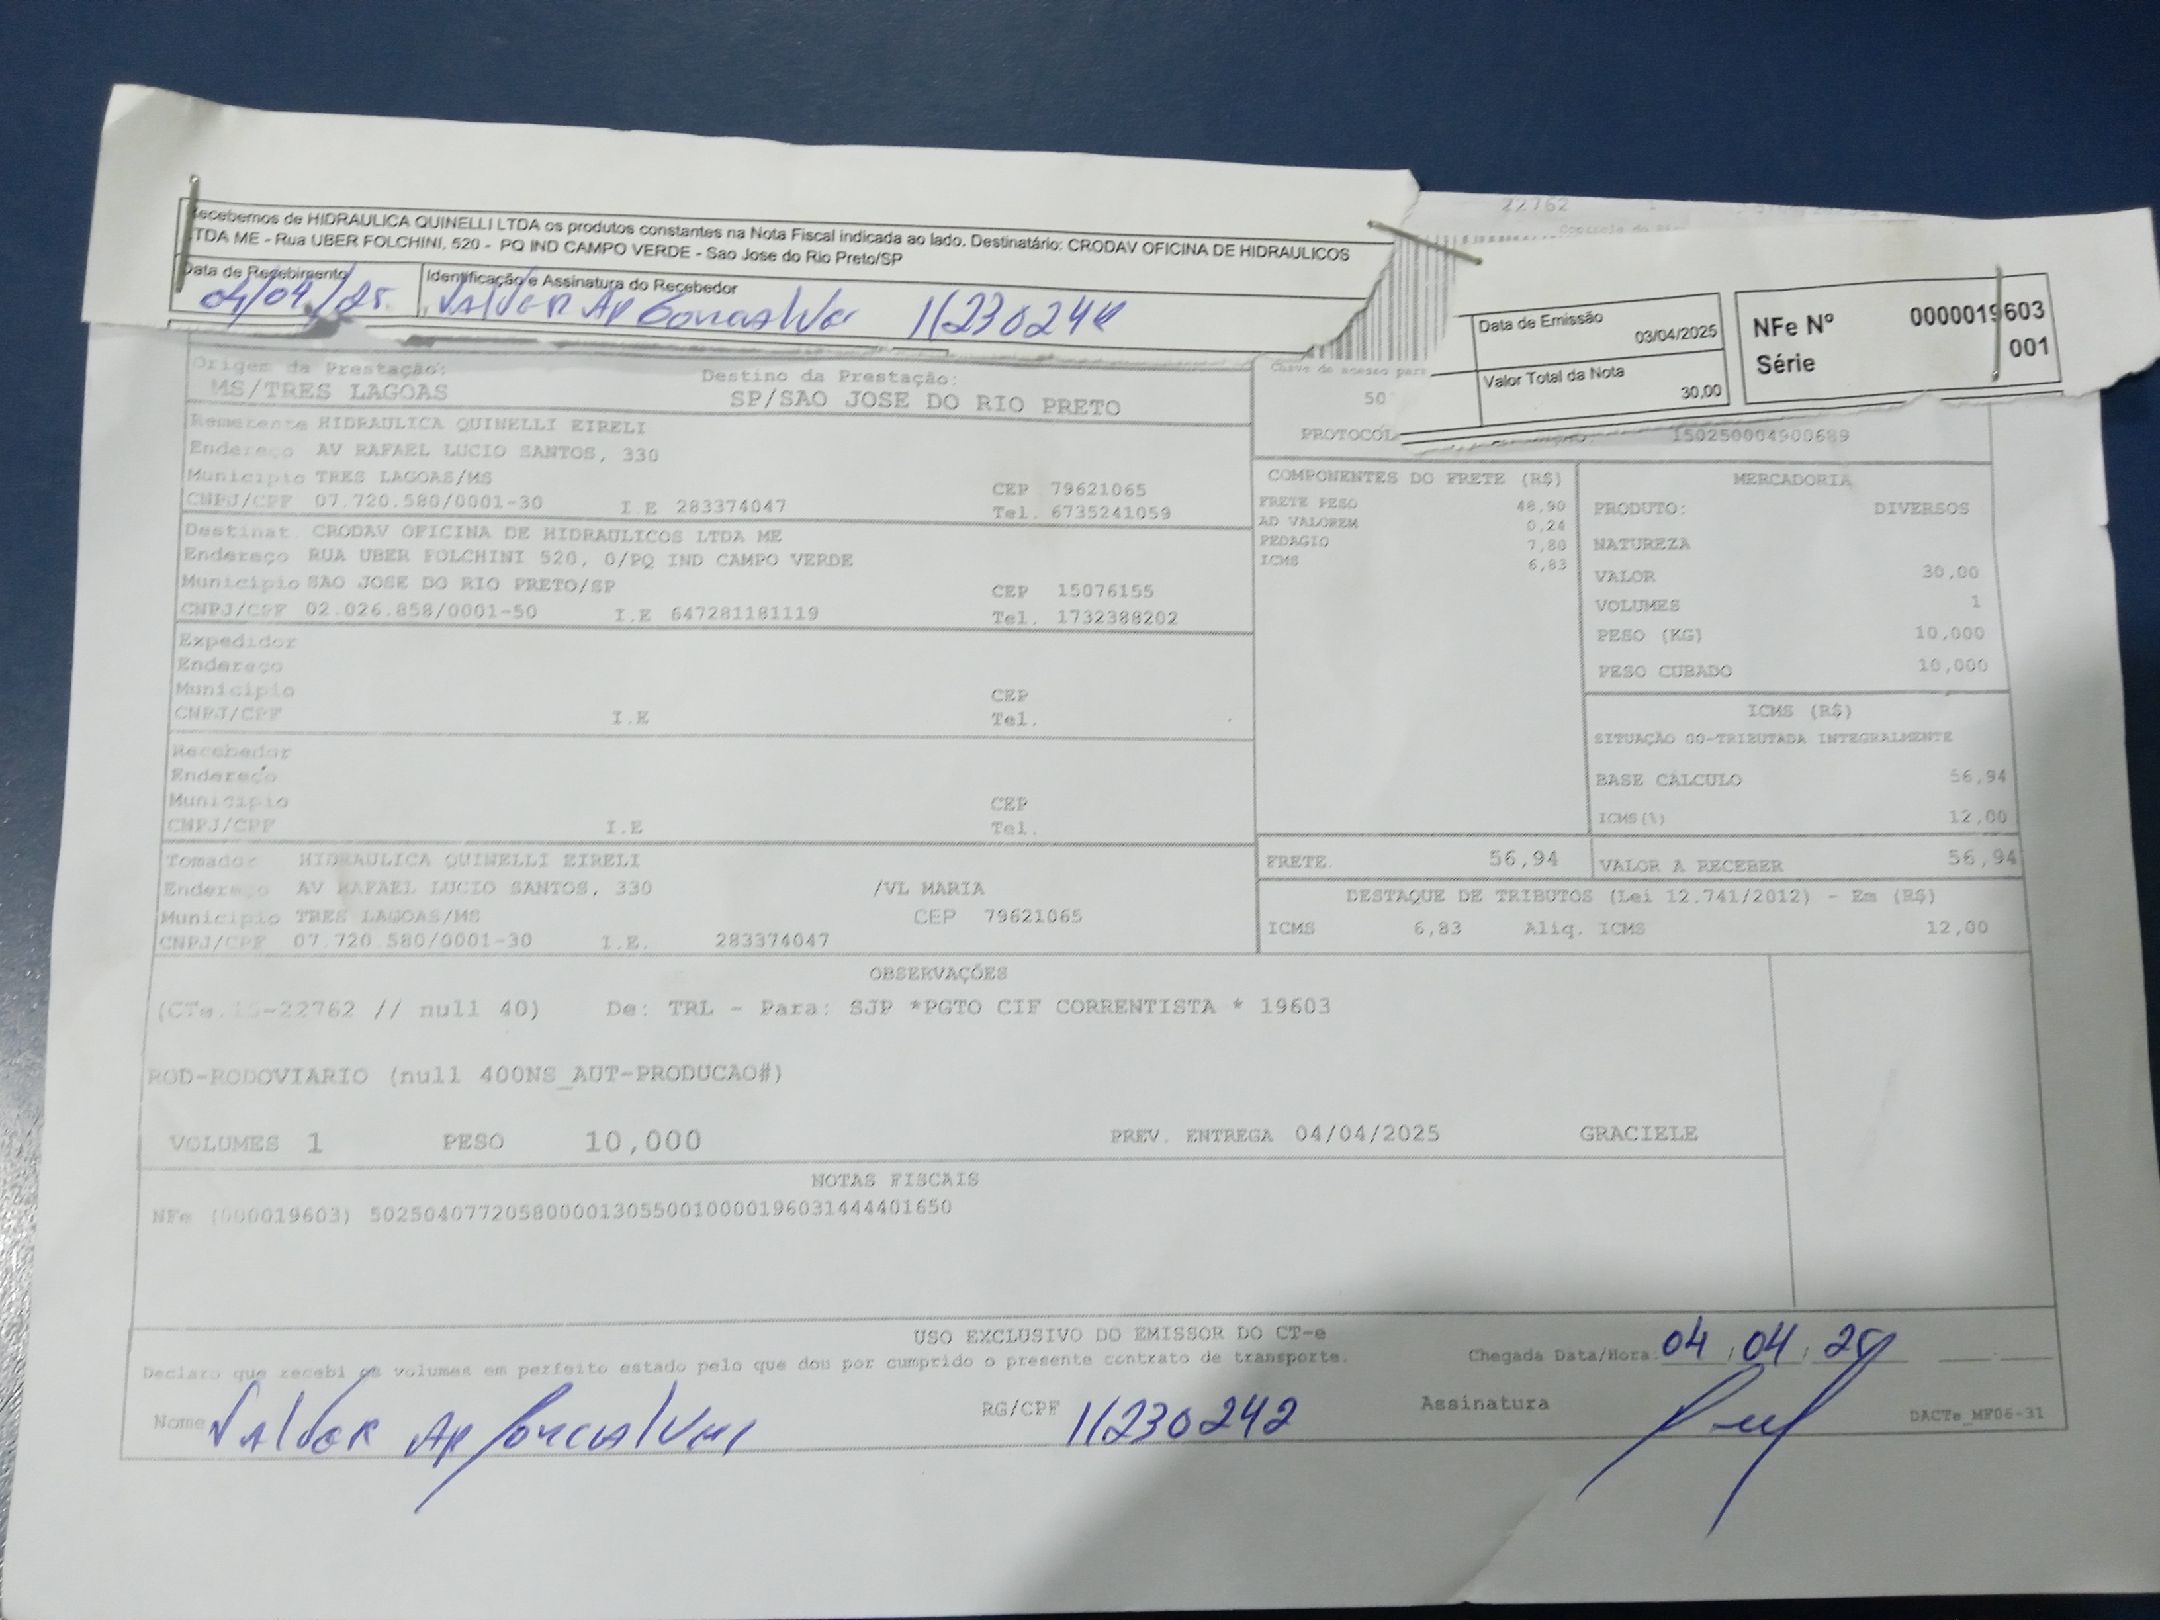 22762
ecebemos de HIDRAULICA QUINELLI LTDA os produtos constantes na Nota Fiscal indicada ao lado. Destinatário: CRODAV OFICINA DE HIDRAULICOS
LTDA ME - Rua UBER FOLCHINI, 520 - PQ IND CAMPO VERDE - Sao Jose do Rio Preto/SP
Data de Recebimento Identificação e Assinatura do Recebedor
04/04/25
Data de Emissão
03/04/2025
Valor Total da Nota
30,00
NFe Nº 0000019603
Série 001
Origem da Prestação: Destino da Prestação:
MS/TRES LAGOAS SP/SAO JOSE DO RIO PRETO
Chave de acesso para
50
PROTOCOL 150250004900689
Remetente HIDRAULICA QUINELLI EIRELI
Endereço AV RAFAEL LUCIO SANTOS, 330
Municipio TRES LAGOAS/MS CEP 79621065
CNPJ/CPF 07.720.580/0001-30 I.E 283374047 Tel. 6735241059
Destinat. CRODAV OFICINA DE HIDRAULICOS LTDA ME
Endereço RUA UBER FOLCHINI 520, 0/PQ IND CAMPO VERDE
Municipio SAO JOSE DO RIO PRETO/SP CEP 15076155
CNPJ/CPF 02.026.858/0001-50 I.E 647281181119 Tel. 1732388202
Expedidor
Endereço
Municipio CEP
CNPJ/CPF I.E Tel.
Recebedor
Endereço
Municipio CEP
CNPJ/CPF I.E Tel.
Tomador HIDRAULICA QUINELLI EIRELI
Endereço AV RAFAEL LUCIO SANTOS, 330 /VL MARIA
Municipio TRES LAGOAS/MS CEP 79621065
CNPJ/CPF 07.720.580/0001-30 I.E. 283374047
COMPONENTES DO FRETE (R$)
FRETE PESO 48,90
AD VALOREM 0,24
PEDAGIO 7,80
ICMS 6,83
MERCADORIA
PRODUTO: DIVERSOS
NATUREZA
VALOR 30,00
VOLUMES 1
PESO (KG) 10,000
PESO CUBADO 10,000
ICMS (R$)
SITUAÇÃO 00-TRIBUTADA INTEGRALMENTE
BASE CÁLCULO 56,94
ICMS(%) 12,00
FRETE. 56,94 VALOR A RECEBER 56,94
DESTAQUE DE TRIBUTOS (Lei 12.741/2012) - Em (R$)
ICMS 6,83 Aliq. ICMS 12,00
OBSERVAÇÕES
(CTe.15-22762 // null 40) De: TRL - Para: SJP *PGTO CIF CORRENTISTA * 19603
ROD-RODOVIARIO (null 400NS_AUT-PRODUCAO#)
VOLUMES 1 PESO 10,000 PREV. ENTREGA 04/04/2025 GRACIELE
NOTAS FISCAIS
NFe (000019603) 50250407720580000130550010000196031444401650
USO EXCLUSIVO DO EMISSOR DO CT-e
Declaro que recebi os volumes em perfeito estado pelo que dou por cumprido o presente contrato de transporte. Chegada Data/Hora 04 / 04 / 25
Nome Valder Ap Goncalves RG/CPF 11230242 Assinatura DACTe_MF06-31